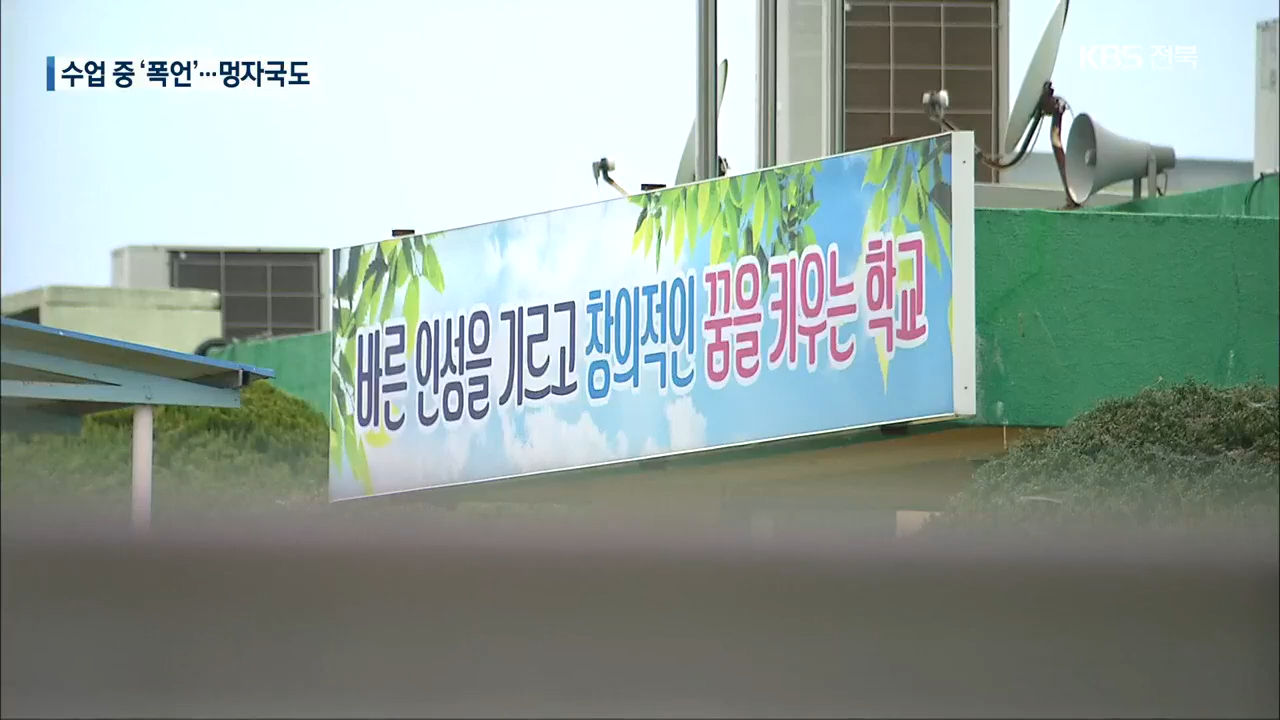 수업 중 ‘폭언’…멍자국도
KBS 전북
바른 인성을 기르고 창의적인 꿈을 키우는 학교